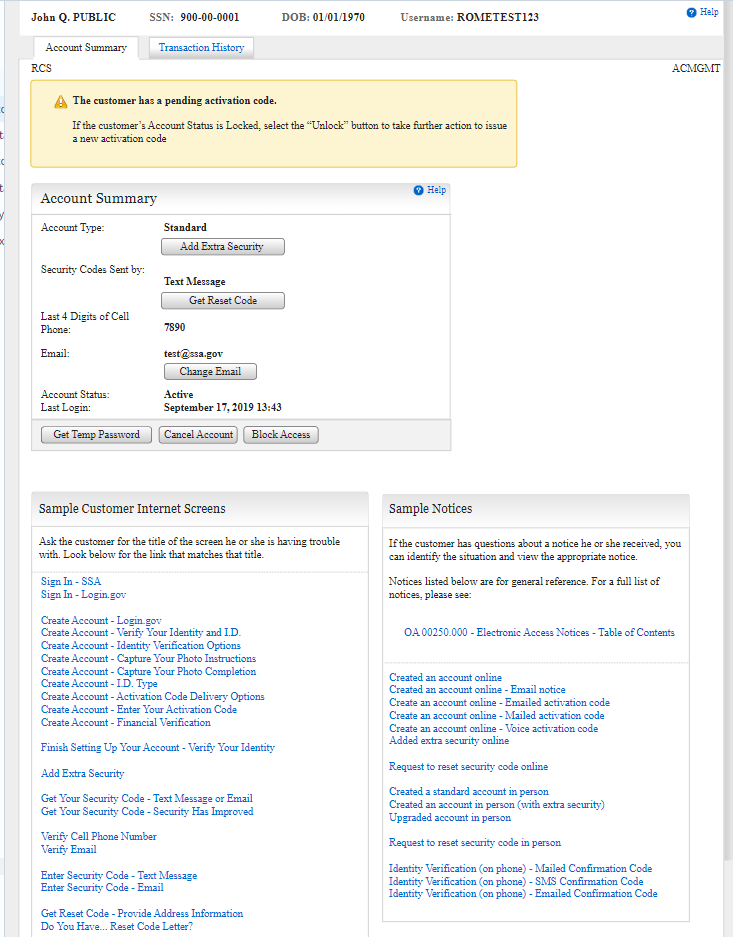 John Q. PUBLIC SSN: 900-00-0001 DOB: 01/01/1970 Username: ROMETEST123 Help
Account Summary Transaction History
RCS ACMGMT
The customer has a pending activation code.
If the customer's Account Status is Locked, select the “Unlock” button to take further action to issue
a new activation code
Account Summary Help
Account Type: Standard
Add Extra Security
Security Codes Sent by:
Text Message
Get Reset Code
Last 4 Digits of Cell
Phone: 7890
Email: test@ssa.gov
Change Email
Account Status: Active
Last Login: September 17, 2019 13:43
Get Temp Password Cancel Account Block Access
Sample Customer Internet Screens
Ask the customer for the title of the screen he or she is having trouble
with. Look below for the link that matches that title.
Sign In - SSA
Sign In - Login.gov
Create Account - Login.gov
Create Account - Verify Your Identity and I.D.
Create Account - Identity Verification Options
Create Account - Capture Your Photo Instructions
Create Account - Capture Your Photo Completion
Create Account - I.D. Type
Create Account - Activation Code Delivery Options
Create Account - Enter Your Activation Code
Create Account - Financial Verification
Finish Setting Up Your Account - Verify Your Identity
Add Extra Security
Get Your Security Code - Text Message or Email
Get Your Security Code - Security Has Improved
Verify Cell Phone Number
Verify Email
Enter Security Code - Text Message
Enter Security Code - Email
Get Reset Code - Provide Address Information
Do You Have... Reset Code Letter?
Sample Notices
If the customer has questions about a notice he or she received, you
can identify the situation and view the appropriate notice.
Notices listed below are for general reference. For a full list of
notices, please see:
OA 00250.000 - Electronic Access Notices - Table of Contents
Created an account online
Created an account online - Email notice
Create an account online - Emailed activation code
Create an account online - Mailed activation code
Create an account online - Voice activation code
Added extra security online
Request to reset security code online
Created a standard account in person
Created an account in person (with extra security)
Upgraded account in person
Request to reset security code in person
Identity Verification (on phone) - Mailed Confirmation Code
Identity Verification (on phone) - SMS Confirmation Code
Identity Verification (on phone) - Emailed Confirmation Code